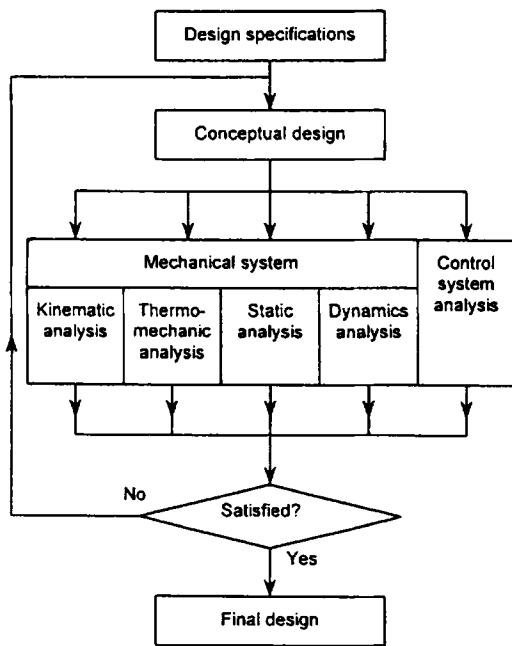 Design specifications
Conceptual design
Mechanical system
Control
system
analysis
Kinematic
analysis
Thermo-
mechanic
analysis
Static
analysis
Dynamics
analysis
No
Satisfied?
Yes
Final design